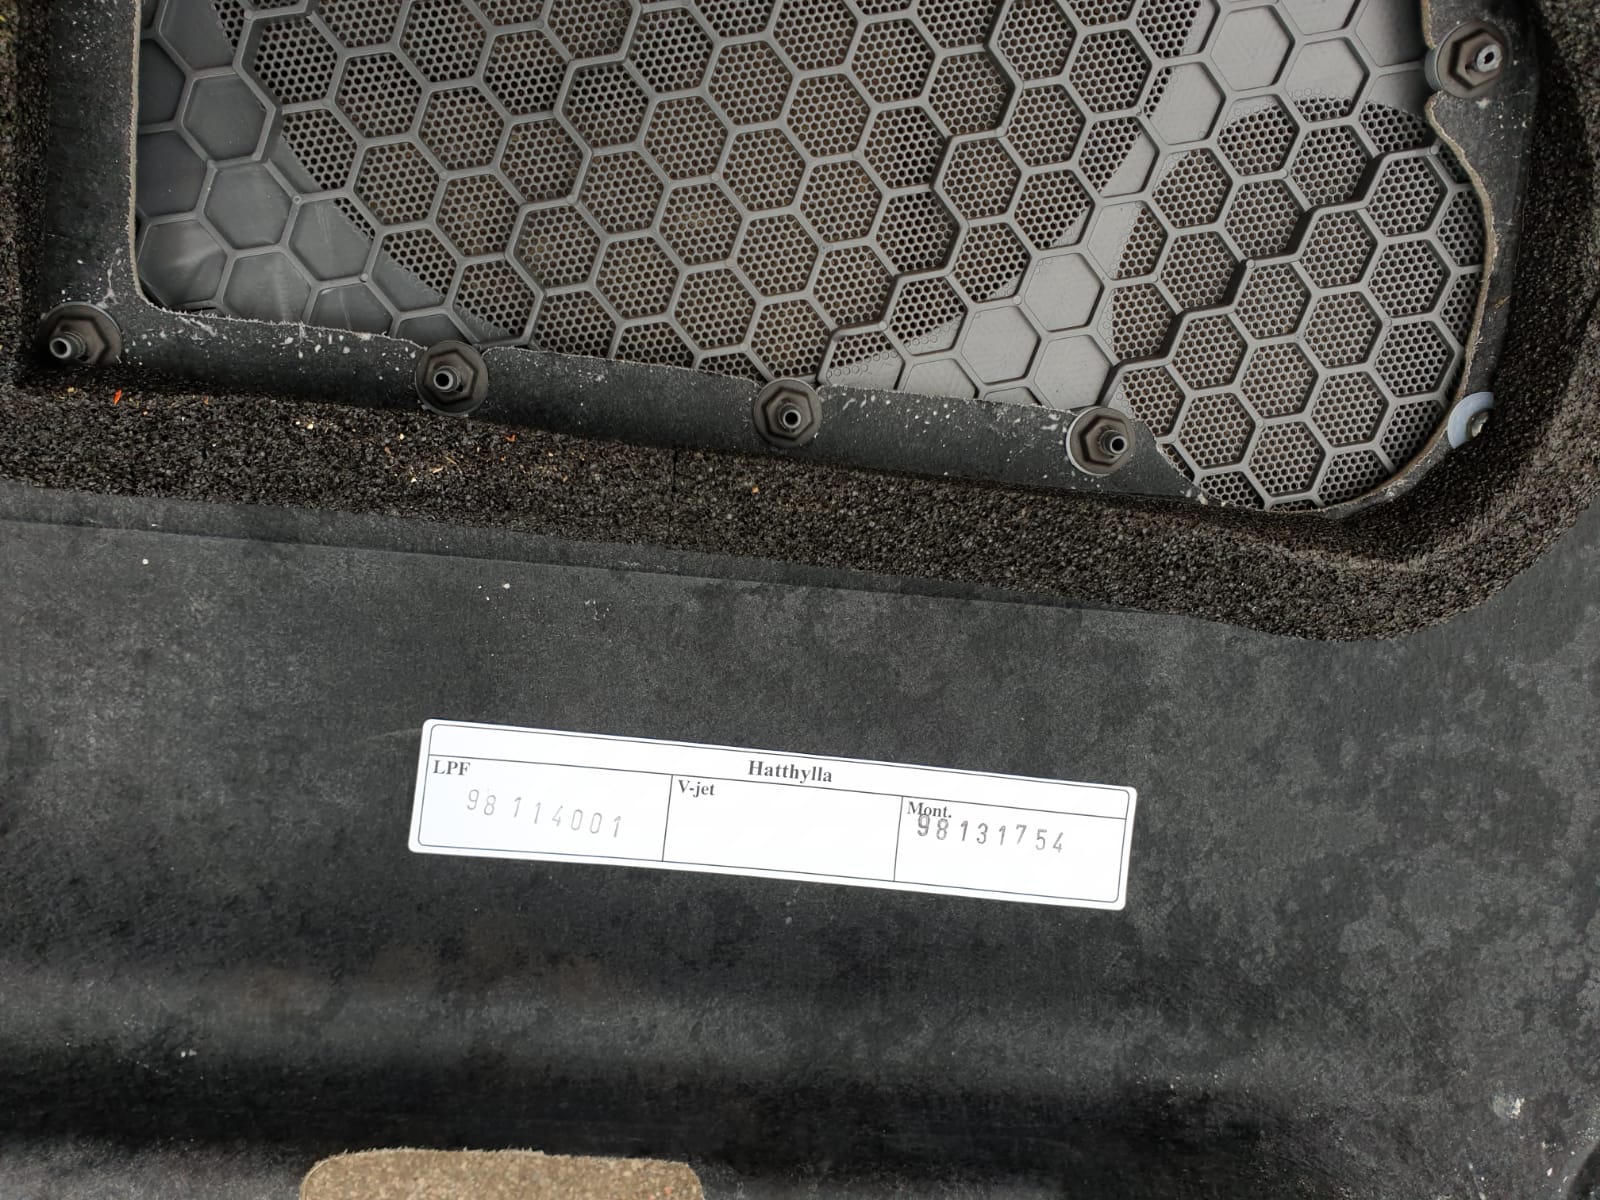 Hatthylla
LPF
98 114001
V-jet
Mont.
98131754